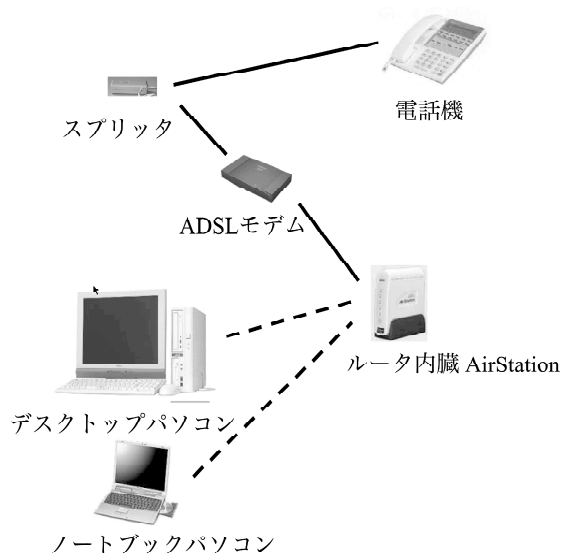 電話機
スプリッタ
ADSLモデム
ルータ内臓 AirStation
デスクトップパソコン
ノートブックパソコン